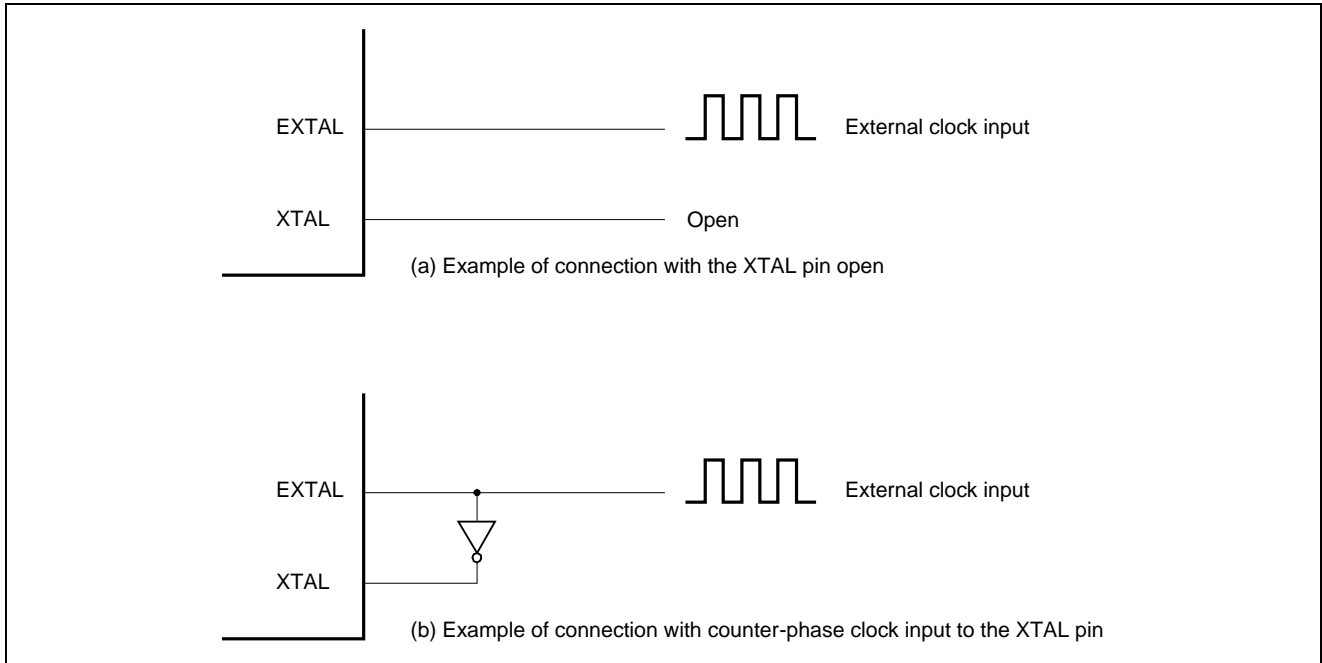 EXTAL
External clock input
XTAL
Open
(a) Example of connection with the XTAL pin open
EXTAL
External clock input
XTAL
(b) Example of connection with counter-phase clock input to the XTAL pin